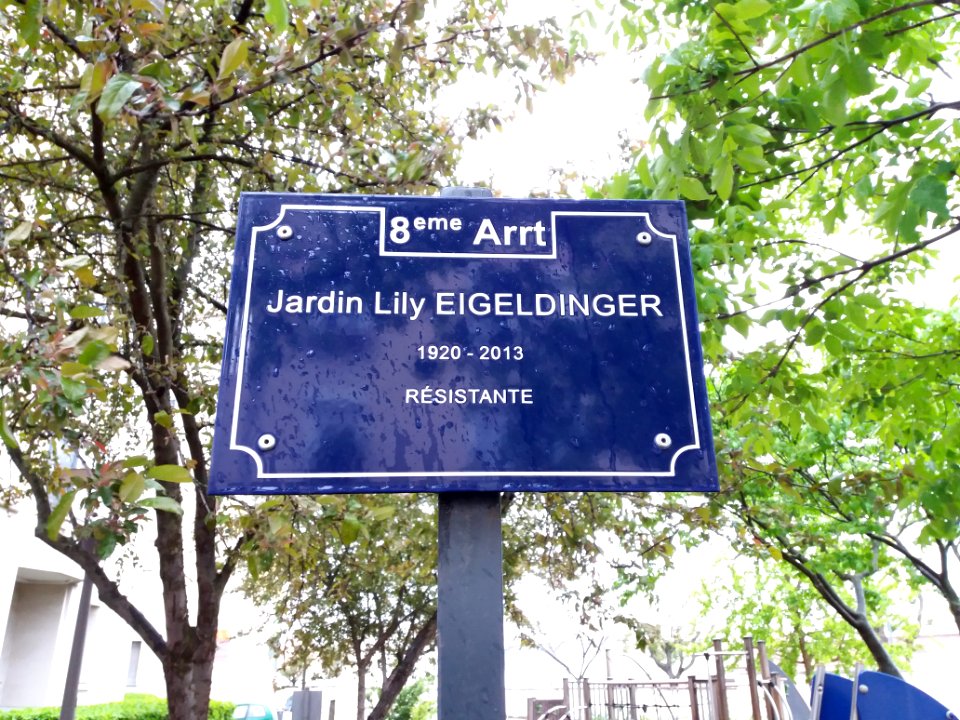 8eme Arrt
Jardin Lily EIGELDINGER
1920 - 2013
RÉSISTANTE